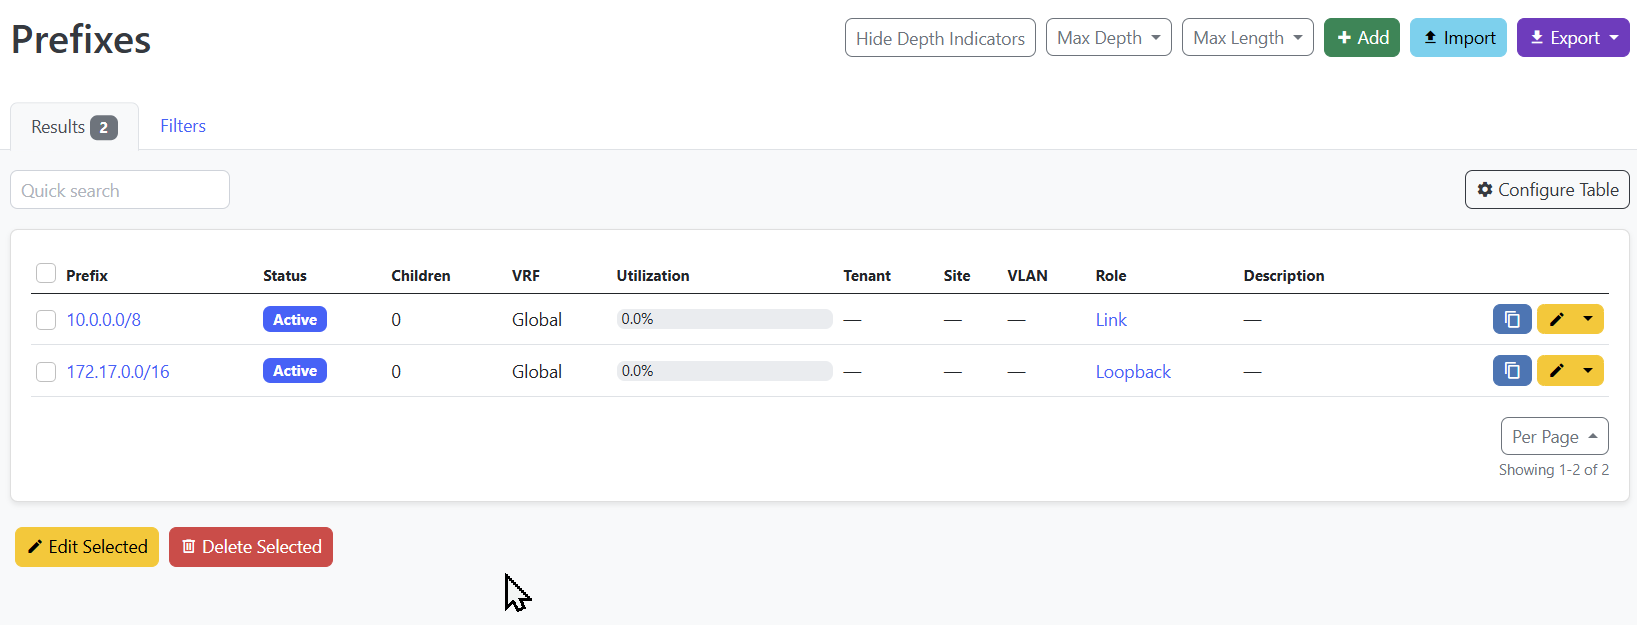 Prefixes
Hide Depth Indicators Max Depth Max Length Add Import Export
Results 2 Filters
Quick search
Configure Table
Prefix Status Children VRF Utilization Tenant Site VLAN Role Description
10.0.0.0/8 Active 0 Global 0.0% — — — Link —
172.17.0.0/16 Active 0 Global 0.0% — — — Loopback —
Per Page
Showing 1-2 of 2
Edit Selected Delete Selected